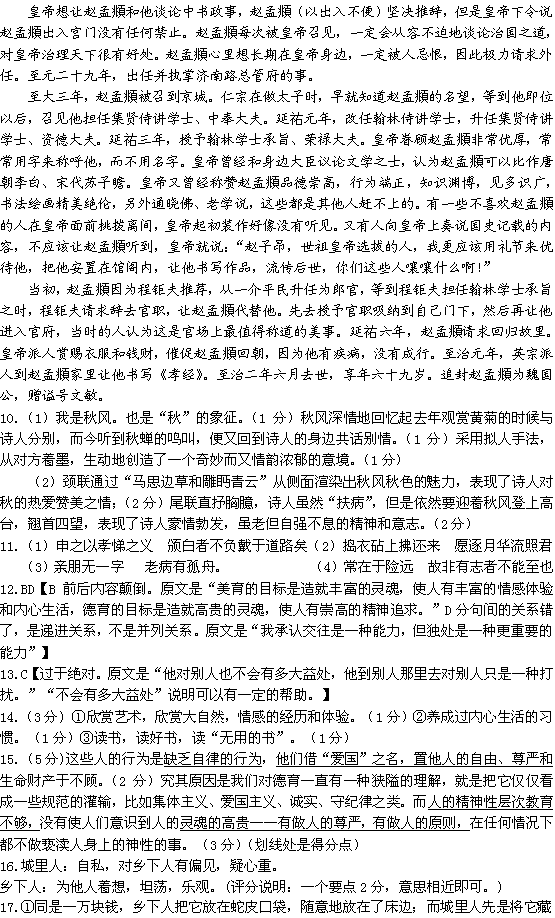 皇帝想让赵孟頫和他谈论中书政事，赵孟頫（以出入不便）坚决推辞，但是皇帝下令说
赵孟頫出入宫门没有任何禁止。赵孟頫每次被皇帝召见，一定会从容不迫地谈论治国之道，
对皇帝治理天下很有好处。赵孟頫心里想长期在皇帝身边，一定被人忌恨，因此极力请求外
任。至元二十九年，出任并执掌济南路总管府的事。
至大三年，赵孟頫被召到京城。仁宗在做太子时，早就知道赵孟頫的名望，等到他即位
以后，召见他担任集贤侍讲学士、中奉大夫。延祐元年，改任翰林侍讲学士，升任集贤侍讲
学士、资德大夫。延祐三年，授予翰林学士承旨、荣禄大夫。皇帝眷顾赵孟頫非常优厚，常
常用字来称呼他，而不用名字。皇帝曾经和身边大臣议论文学之士，认为赵孟頫可以比作唐
朝李白、宋代苏子瞻。皇帝又曾经称赞赵孟頫品德崇高，行为端正，知识渊博，见多识广，
书法绘画精美绝伦，另外通晓佛、老学说，这些都是其他人赶不上的。有一些不喜欢赵孟頫
的人在皇帝面前挑拨离间，皇帝起初装作好像没有听见。又有人向皇帝上奏说国史记载的内
容，不应该让赵孟頫听到，皇帝就说：“赵子昂，世祖皇帝选拔的人，我更应该用礼节来优
待他，把他安置在馆阁内，让他书写作品，流传后世，你们这些人嚷嚷什么啊！”
当初，赵孟頫因为程钜夫推荐，从一个平民升任为郎官，等到程钜夫担任翰林学士承旨
之时，程钜夫请求辞去官职，让赵孟頫代替他。先去授予官职吸纳到自己门下，然后再让他
进入官府，当时的人认为这是官场上最值得称道的美事。延祐六年，赵孟頫请求回归故里。
皇帝派人赏赐衣服和钱财，催促赵孟頫回朝，因为他有疾病，没有成行。至治元年，英宗派
人到赵孟頫家里让他书写《孝经》。至治二年六月去世，享年六十九岁。追封赵孟頫为魏国
公，赠谥号文敏。
10.（1）我是秋风。也是“秋”的象征。（1 分）秋风深情地回忆起去年观赏黄菊的时候与
诗人分别，而今听到秋蝉的鸣叫，便又回到诗人的身边共话别情。（1 分）采用拟人手法，
从对方着墨，生动地创造了一个奇妙而又情韵浓郁的意境。（1分）
（2）颈联通过“马思边草和雕眄青云”从侧面渲染出秋风秋色的魅力，表现了诗人对
秋的热爱赞美之情；（2分）尾联直抒胸臆，诗人虽然“扶病”，但是依然要迎着秋风登上高
台，翘首四望，表现了诗人豪情勃发，虽老但自强不息的精神和意志。（2分）
11.（1）申之以孝悌之义　颁白者不负戴于道路矣（2）捣衣砧上拂还来　愿逐月华流照君
（3）亲朋无一字　老病有孤舟。　（4）常在于险远　故非有志者不能至也
12.BD【B 前后内容颠倒。原文是“美育的目标是造就丰富的灵魂，使人有丰富的情感体验
和内心生活，德育的目标是造就高贵的灵魂，使人有崇高的精神追求。”D 分句间的关系错
了，是递进关系，不是并列关系。原文是“我承认交往是一种能力，但独处是一种更重要的
能力”】
13.C【过于绝对。原文是“他对别人也不会有多大益处，他到别人那里去对别人只是一种打
扰。”“不会有多大益处”说明可以有一定的帮助。】
14.（3分）①欣赏艺术，欣赏大自然，情感的经历和体验。（1分）②养成过内心生活的习
惯。（1分）③读书，读好书，读“无用的书”。（1分）
15.（5分）这些人的行为是缺乏自律的行为，他们借“爱国”之名，置他人的自由、尊严和
生命财产于不顾。（2 分）究其原因是我们对德育一直有一种狭隘的理解，就是把它仅仅看
成一些规范的灌输，比如集体主义、爱国主义、诚实、守纪律之类。而人的精神性层次教育
不够，没有使人们意识到人的灵魂的高贵——有做人的尊严，有做人的原则，在任何情况下
都不做亵渎人身上的神性的事。（3 分）（划线处是得分点）
16.城里人：自私，对乡下人有偏见，疑心重。
乡下人：为他人着想，坦荡，乐观。（评分说明：一个要点2分，意思相近即可。）
17.①同是一万块钱，乡下人把它放在蛇皮口袋，随意地放在了床边；而城里人先是将它藏